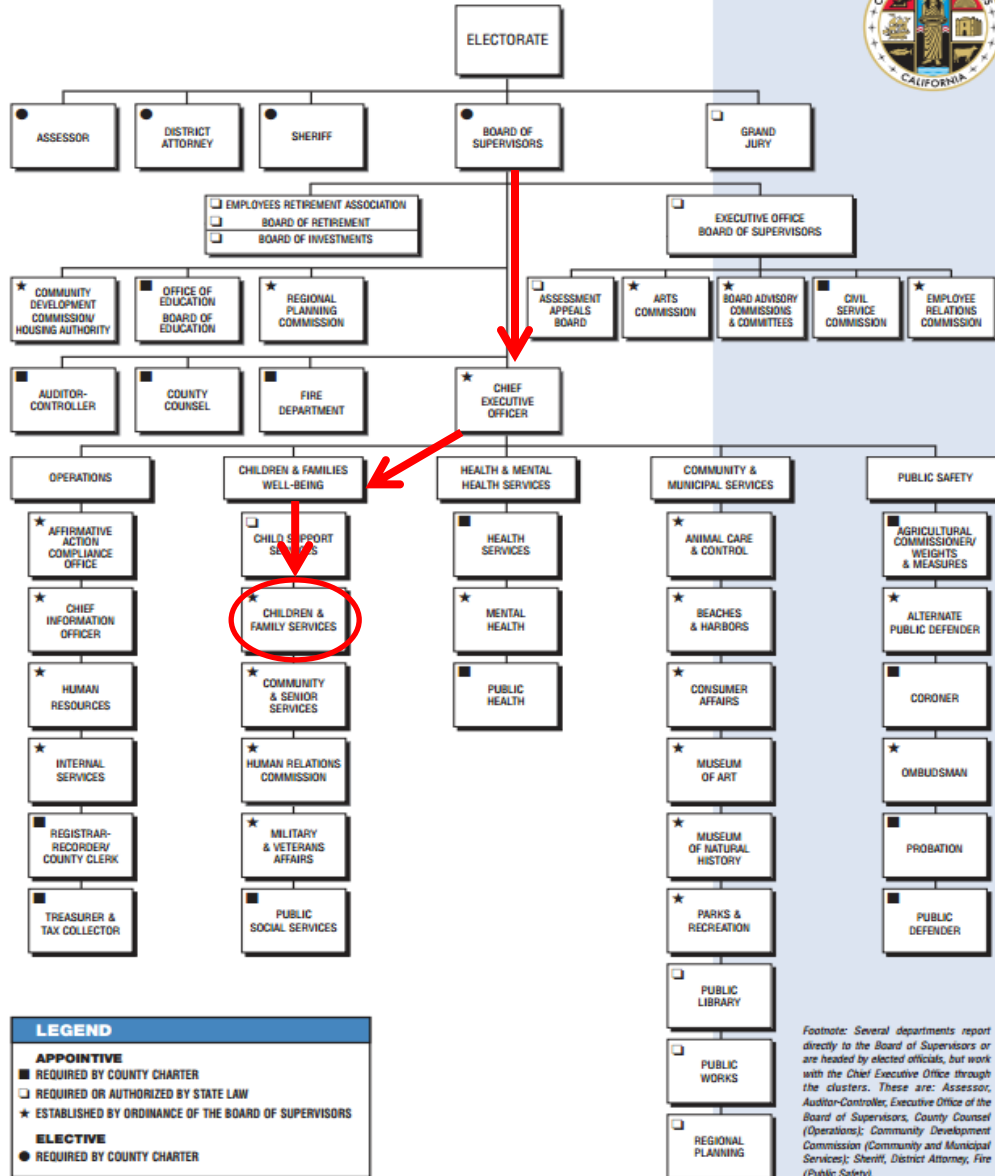 CALIFORNIA
ELECTORATE
ASSESSOR
DISTRICT
ATTORNEY
SHERIFF
BOARD OF
SUPERVISORS
GRAND
JURY
EMPLOYEES RETIREMENT ASSOCIATION
BOARD OF RETIREMENT
BOARD OF INVESTMENTS
EXECUTIVE OFFICE
BOARD OF SUPERVISORS
COMMUNITY
DEVELOPMENT
COMMISSION/
HOUSING AUTHORITY
OFFICE OF
EDUCATION
BOARD OF
EDUCATION
REGIONAL
PLANNING
COMMISSION
ASSESSMENT
APPEALS
BOARD
ARTS
COMMISSION
BOARD ADVISORY
COMMISSIONS
& COMMITTEES
CIVIL
SERVICE
COMMISSION
EMPLOYEE
RELATIONS
COMMISSION
AUDITOR-
CONTROLLER
COUNTY
COUNSEL
FIRE
DEPARTMENT
CHIEF
EXECUTIVE
OFFICER
OPERATIONS
CHILDREN & FAMILIES
WELL-BEING
HEALTH & MENTAL
HEALTH SERVICES
COMMUNITY &
MUNICIPAL SERVICES
PUBLIC SAFETY
AFFIRMATIVE
ACTION
COMPLIANCE
OFFICE
CHIEF
INFORMATION
OFFICER
HUMAN
RESOURCES
INTERNAL
SERVICES
REGISTRAR-
RECORDER/
COUNTY CLERK
TREASURER &
TAX COLLECTOR
CHILD SUPPORT
SERVICES
CHILDREN &
FAMILY SERVICES
COMMUNITY
& SENIOR
SERVICES
HUMAN RELATIONS
COMMISSION
MILITARY
& VETERANS
AFFAIRS
PUBLIC
SOCIAL SERVICES
HEALTH
SERVICES
MENTAL
HEALTH
PUBLIC
HEALTH
ANIMAL CARE
& CONTROL
BEACHES
& HARBORS
CONSUMER
AFFAIRS
MUSEUM
OF ART
MUSEUM
OF NATURAL
HISTORY
PARKS &
RECREATION
PUBLIC
LIBRARY
PUBLIC
WORKS
REGIONAL
PLANNING
AGRICULTURAL
COMMISSIONER/
WEIGHTS
& MEASURES
ALTERNATE
PUBLIC DEFENDER
CORONER
OMBUDSMAN
PROBATION
PUBLIC
DEFENDER
LEGEND
APPOINTIVE
■ REQUIRED BY COUNTY CHARTER
❏ REQUIRED OR AUTHORIZED BY STATE LAW
★ ESTABLISHED BY ORDINANCE OF THE BOARD OF SUPERVISORS
ELECTIVE
● REQUIRED BY COUNTY CHARTER
Footnote: Several departments report
directly to the Board of Supervisors or
are headed by elected officials, but work
with the Chief Executive Office through
the clusters. These are: Assessor,
Auditor-Controller, Executive Office of the
Board of Supervisors, County Counsel
(Operations); Community Development
Commission (Community and Municipal
Services); Sheriff, District Attorney, Fire
(Public Safety)